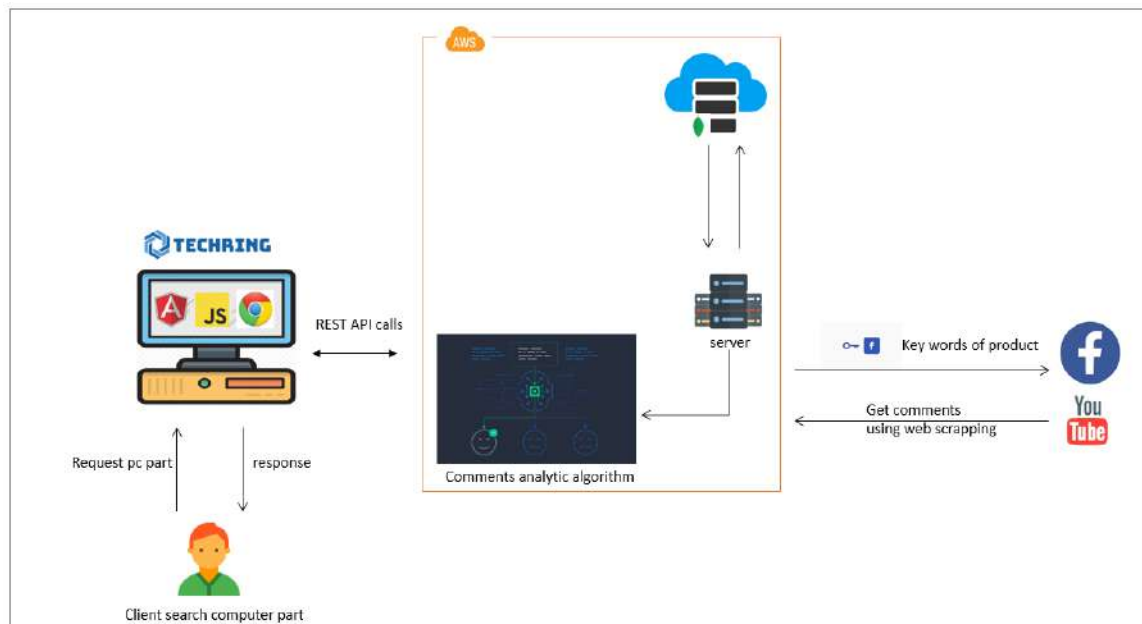 AWS
TECHRING
JS
REST API calls
server
Key words of product
Get comments
using web scrapping
You
Tube
Request pc part
response
Comments analytic algorithm
Client search computer part